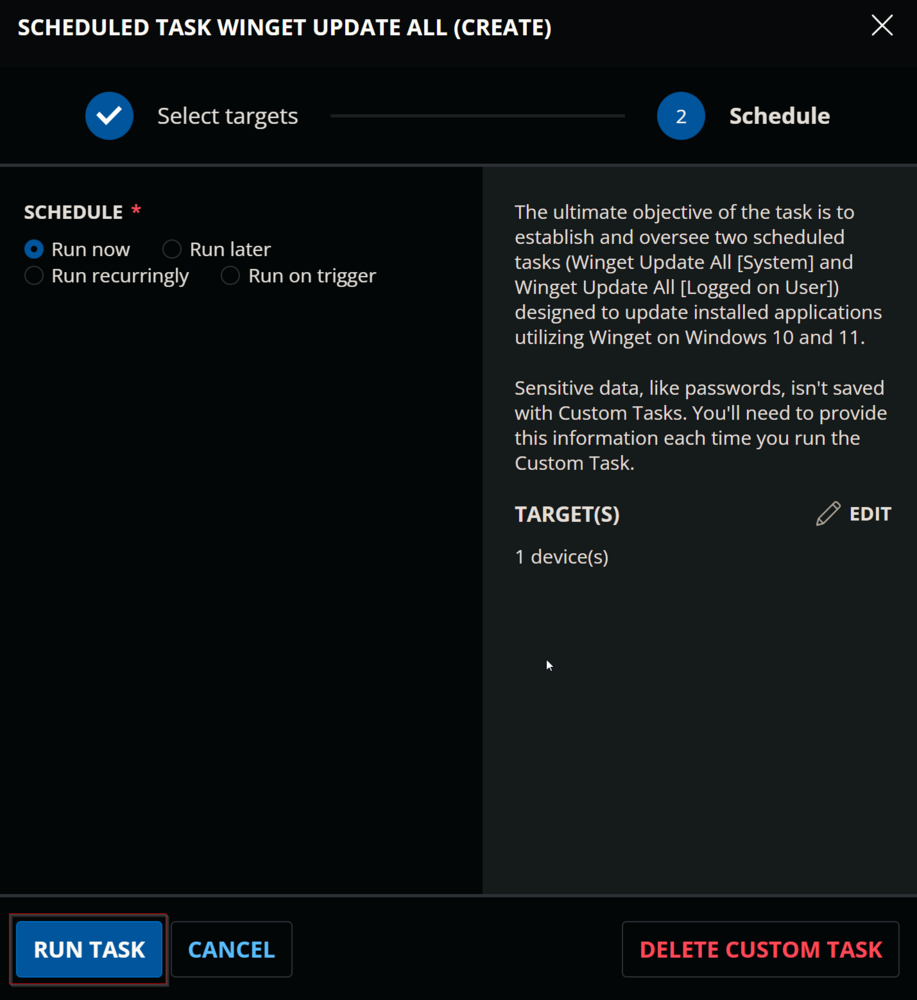 SCHEDULED TASK WINGET UPDATE ALL (CREATE)
Select targets
2 Schedule
SCHEDULE *
Run now Run later
Run recurringly Run on trigger
The ultimate objective of the task is to
establish and oversee two scheduled
tasks (Winget Update All [System] and
Winget Update All [Logged on User])
designed to update installed applications
utilizing Winget on Windows 10 and 11.
Sensitive data, like passwords, isn't saved
with Custom Tasks. You'll need to provide
this information each time you run the
Custom Task.
TARGET(S) EDIT
1 device(s)
RUN TASK CANCEL DELETE CUSTOM TASK